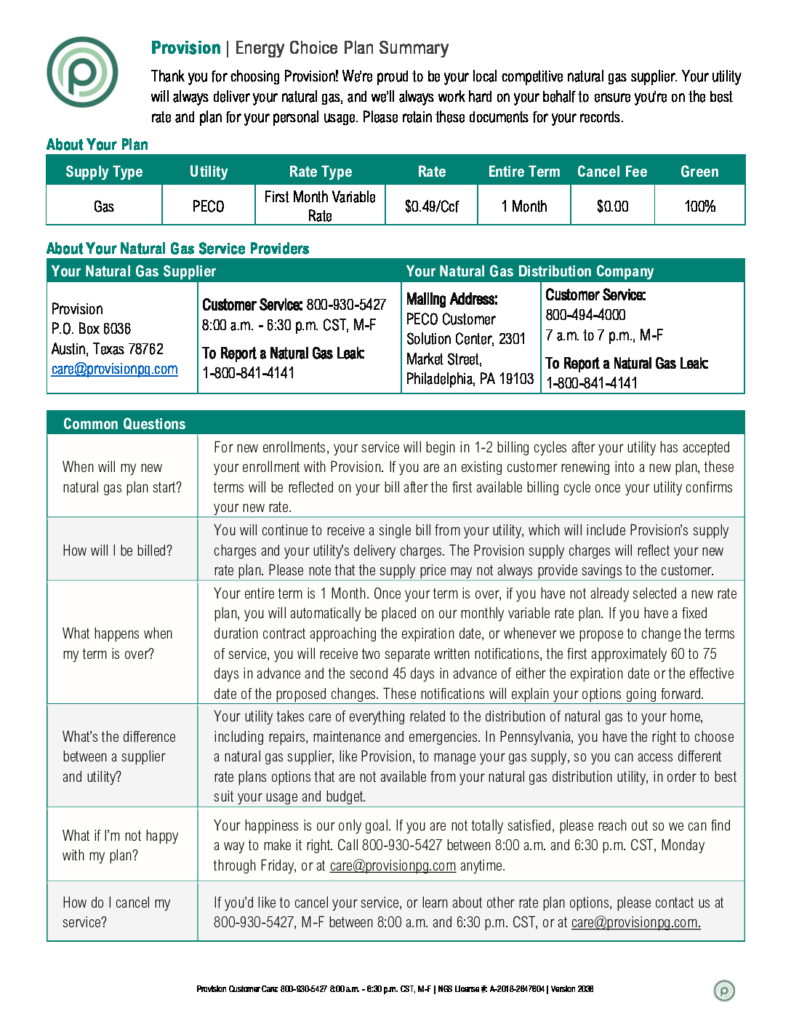 Provision | Energy Choice Plan Summary
Thank you for choosing Provision! We're proud to be your local competitive natural gas supplier. Your utility
will always deliver your natural gas, and we'll always work hard on your behalf to ensure you're on the best
rate and plan for your personal usage. Please retain these documents for your records.
About Your Plan
Supply Type Utility Rate Type Rate Entire Term Cancel Fee Green
Gas PECO First Month Variable Rate $0.49/Ccf 1 Month $0.00 100%
About Your Natural Gas Service Providers
Your Natural Gas Supplier
Provision
P.O. Box 6036
Austin, Texas 78762
care@provisionpg.com
Customer Service: 800-930-5427
8:00 a.m. - 6:30 p.m. CST, M-F
To Report a Natural Gas Leak:
1-800-841-4141
Your Natural Gas Distribution Company
Mailing Address:
PECO Customer
Solution Center, 2301
Market Street,
Philadelphia, PA 19103
Customer Service:
800-494-4000
7 a.m. to 7 p.m., M-F
To Report a Natural Gas Leak:
1-800-841-4141
Common Questions
When will my new
natural gas plan start?
For new enrollments, your service will begin in 1-2 billing cycles after your utility has accepted
your enrollment with Provision. If you are an existing customer renewing into a new plan, these
terms will be reflected on your bill after the first available billing cycle once your utility confirms
your new rate.
How will I be billed?
You will continue to receive a single bill from your utility, which will include Provision's supply
charges and your utility's delivery charges. The Provision supply charges will reflect your new
rate plan. Please note that the supply price may not always provide savings to the customer.
What happens when
my term is over?
Your entire term is 1 Month. Once your term is over, if you have not already selected a new rate
plan, you will automatically be placed on our monthly variable rate plan. If you have a fixed
duration contract approaching the expiration date, or whenever we propose to change the terms
of service, you will receive two separate written notifications, the first approximately 60 to 75
days in advance and the second 45 days in advance of either the expiration date or the effective
date of the proposed changes. These notifications will explain your options going forward.
What's the difference
between a supplier
and utility?
Your utility takes care of everything related to the distribution of natural gas to your home,
including repairs, maintenance and emergencies. In Pennsylvania, you have the right to choose
a natural gas supplier, like Provision, to manage your gas supply, so you can access different
rate plans options that are not available from your natural gas distribution utility, in order to best
suit your usage and budget.
What if I'm not happy
with my plan?
Your happiness is our only goal. If you are not totally satisfied, please reach out so we can find
a way to make it right. Call 800-930-5427 between 8:00 a.m. and 6:30 p.m. CST, Monday
through Friday, or at care@provisionpg.com anytime.
How do I cancel my
service?
If you'd like to cancel your service, or learn about other rate plan options, please contact us at
800-930-5427, M-F between 8:00 a.m. and 6:30 p.m. CST, or at care@provisionpg.com.
Provision Customer Care: 800-930-5427 8:00 a.m. - 6:30 p.m. CST, M-F | NGS License #: A-2018-2647604 | Version 2036